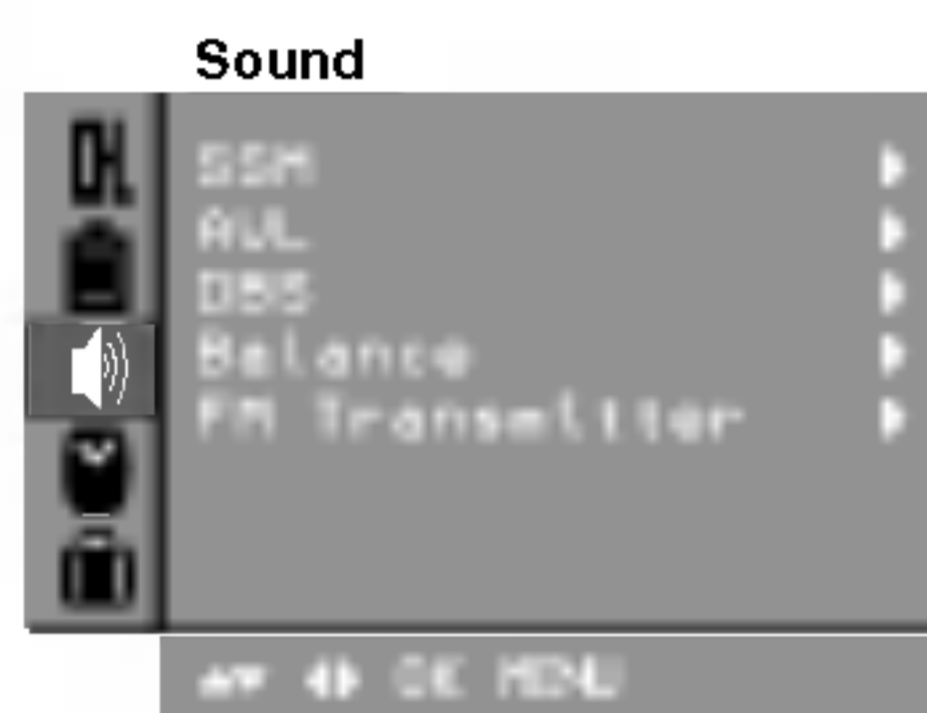 Sound
SSM
AVL
DBS
Balance
FM Transmitter
OK MENU